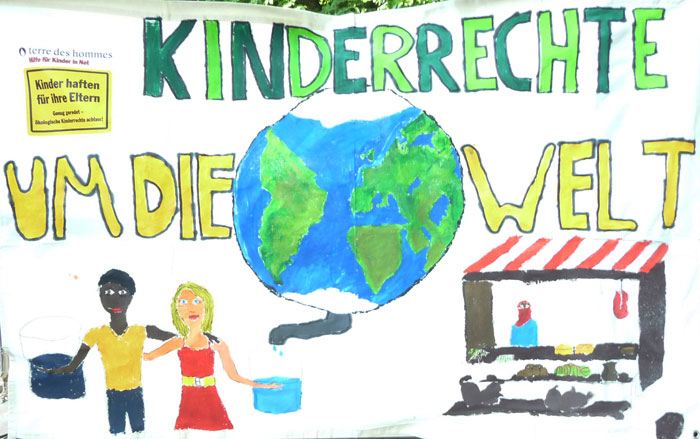 KINDERRECHTE
terre des hommes
Hilfe für Kinder in Not
Kinder haften
für ihre Eltern
Genug geredet –
ökologische Kinderrechte achten!
UM DIE WELT